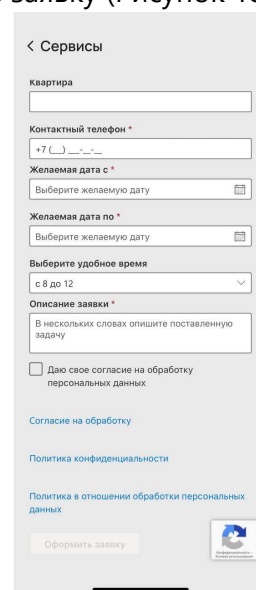 заявку (Рисунок
Сервисы
Квартира
Контактный телефон *
+7 (__) __-_-_
Желаемая дата с *
Выберите желаемую дату
Желаемая дата по *
Выберите желаемую дату
Выберите удобное время
с 8 до 12
Описание заявки *
В нескольких словах опишите поставленную
задачу
Даю свое согласие на обработку
персональных данных
Согласие на обработку
Политика конфиденциальности
Политика в отношении обработки персональных
данных
Оформить заявку